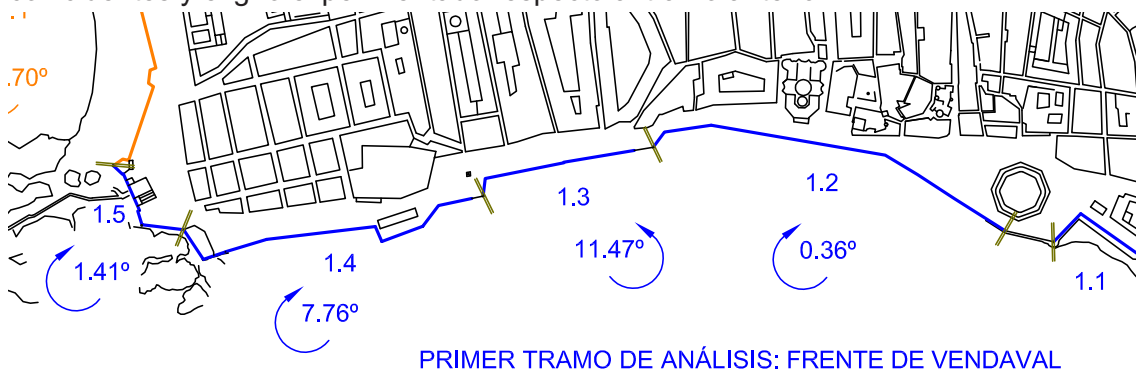 .70º
1.5
1.41º
1.4
7.76º
1.3
11.47º
1.2
0.36º
1.1
PRIMER TRAMO DE ANÁLISIS: FRENTE DE VENDAVAL